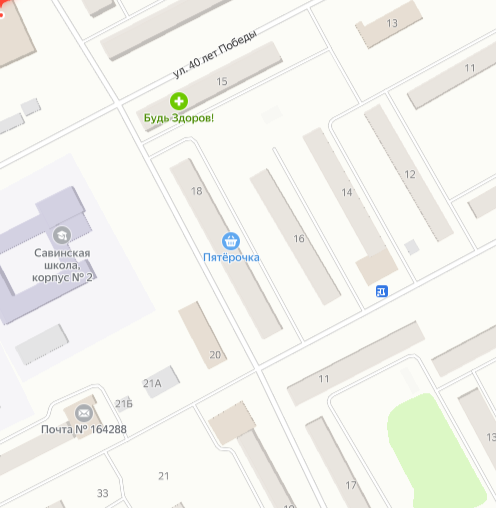 13
ул. 40 лет Победы
11
15
Будь Здоров!
12
18
14
16
Савинская
школа,
корпус № 2
Пятёрочка
20
21А
11
21Б
Почта № 164288
13
21
17
33